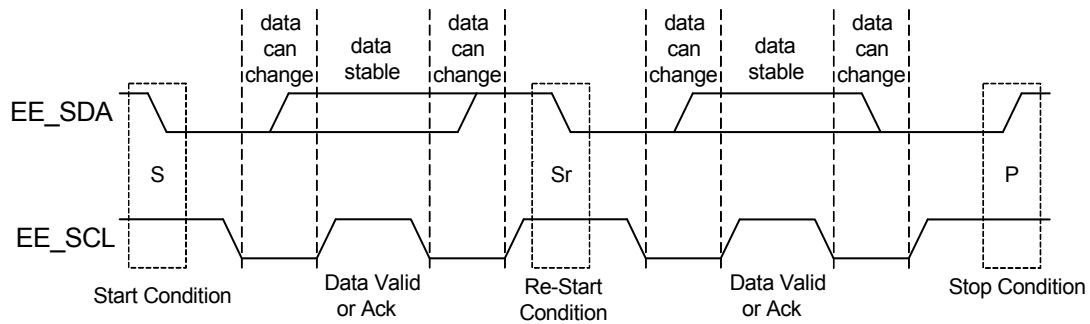 data
can
change
data
stable
data
can
change
data
can
change
data
stable
data
can
change
EE_SDA
S
Sr
P
EE_SCL
Start Condition
Data Valid
or Ack
Re-Start
Condition
Data Valid
or Ack
Stop Condition